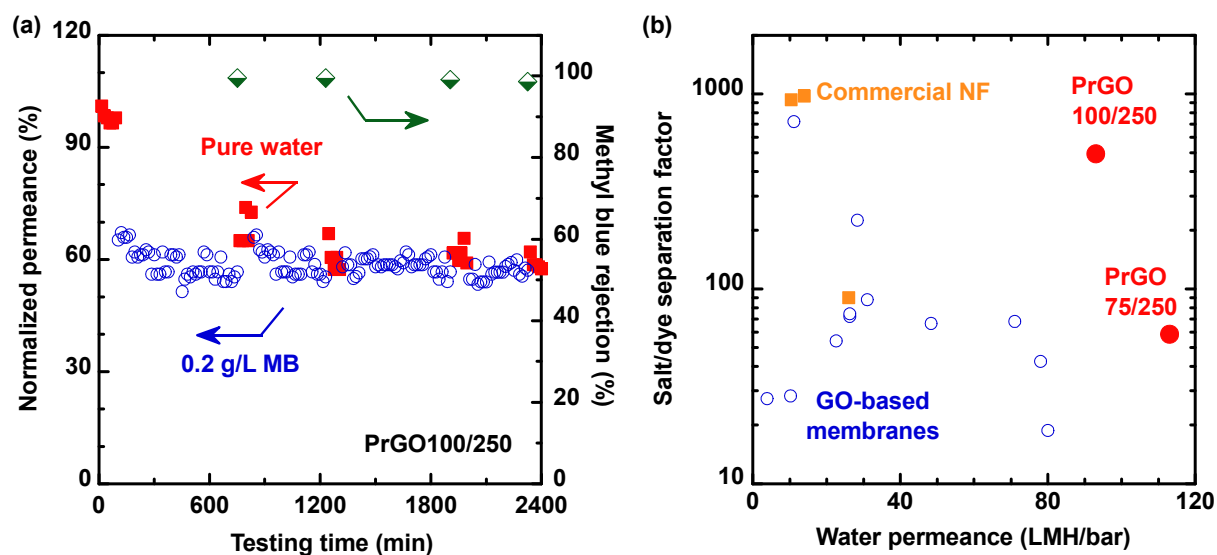 (a)
120
90
60
30
0
Normalized permeance (%)
0
600
1200
1800
2400
Testing time (min)
100
80
60
40
20
0
Methyl blue rejection (%)
Pure water
0.2 g/L MB
PrGO100/250
(b)
1000
100
10
Salt/dye separation factor
0
40
80
120
Water permeance (LMH/bar)
Commercial NF
PrGO
100/250
PrGO
75/250
GO-based
membranes